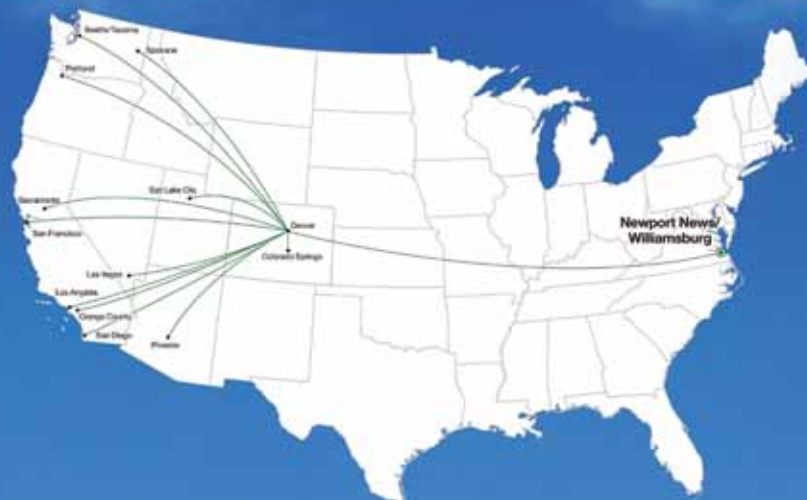 Seattle/Tacoma
Spokane
Portland
Salt Lake City
Sacramento
San Francisco
Denver
Colorado Springs
Newport News/
Williamsburg
Las Vegas
Los Angeles
Orange County
San Diego
Phoenix